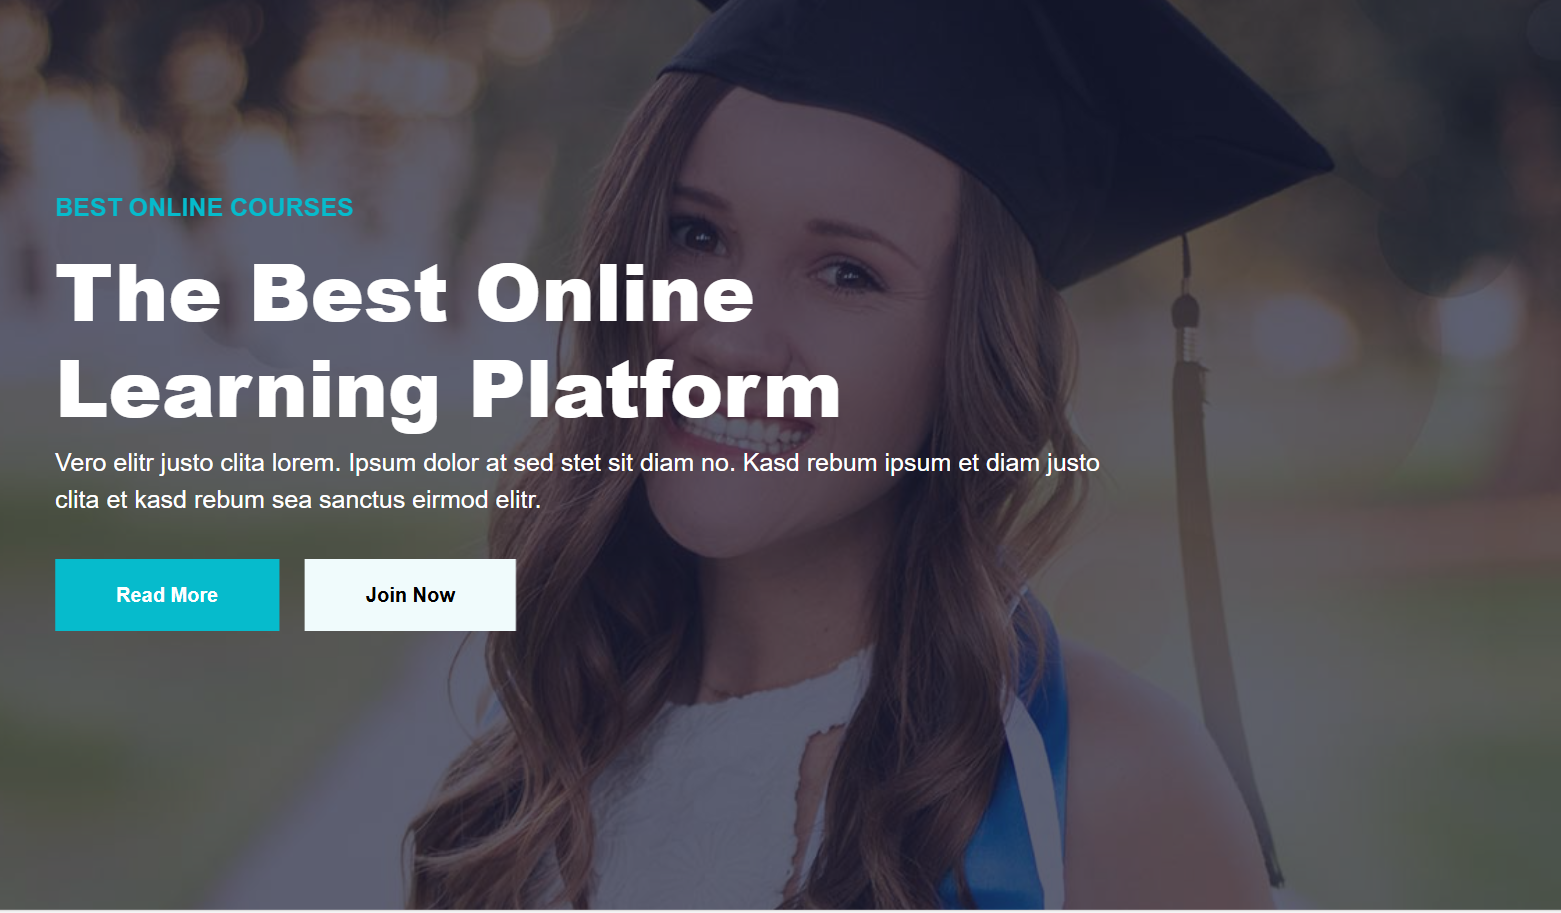 BEST ONLINE COURSES
The Best Online
Learning Platform
Vero elitr justo clita lorem. Ipsum dolor at sed stet sit diam no. Kasd rebum ipsum et diam justo
clita et kasd rebum sea sanctus eirmod elitr.
Read More
Join Now